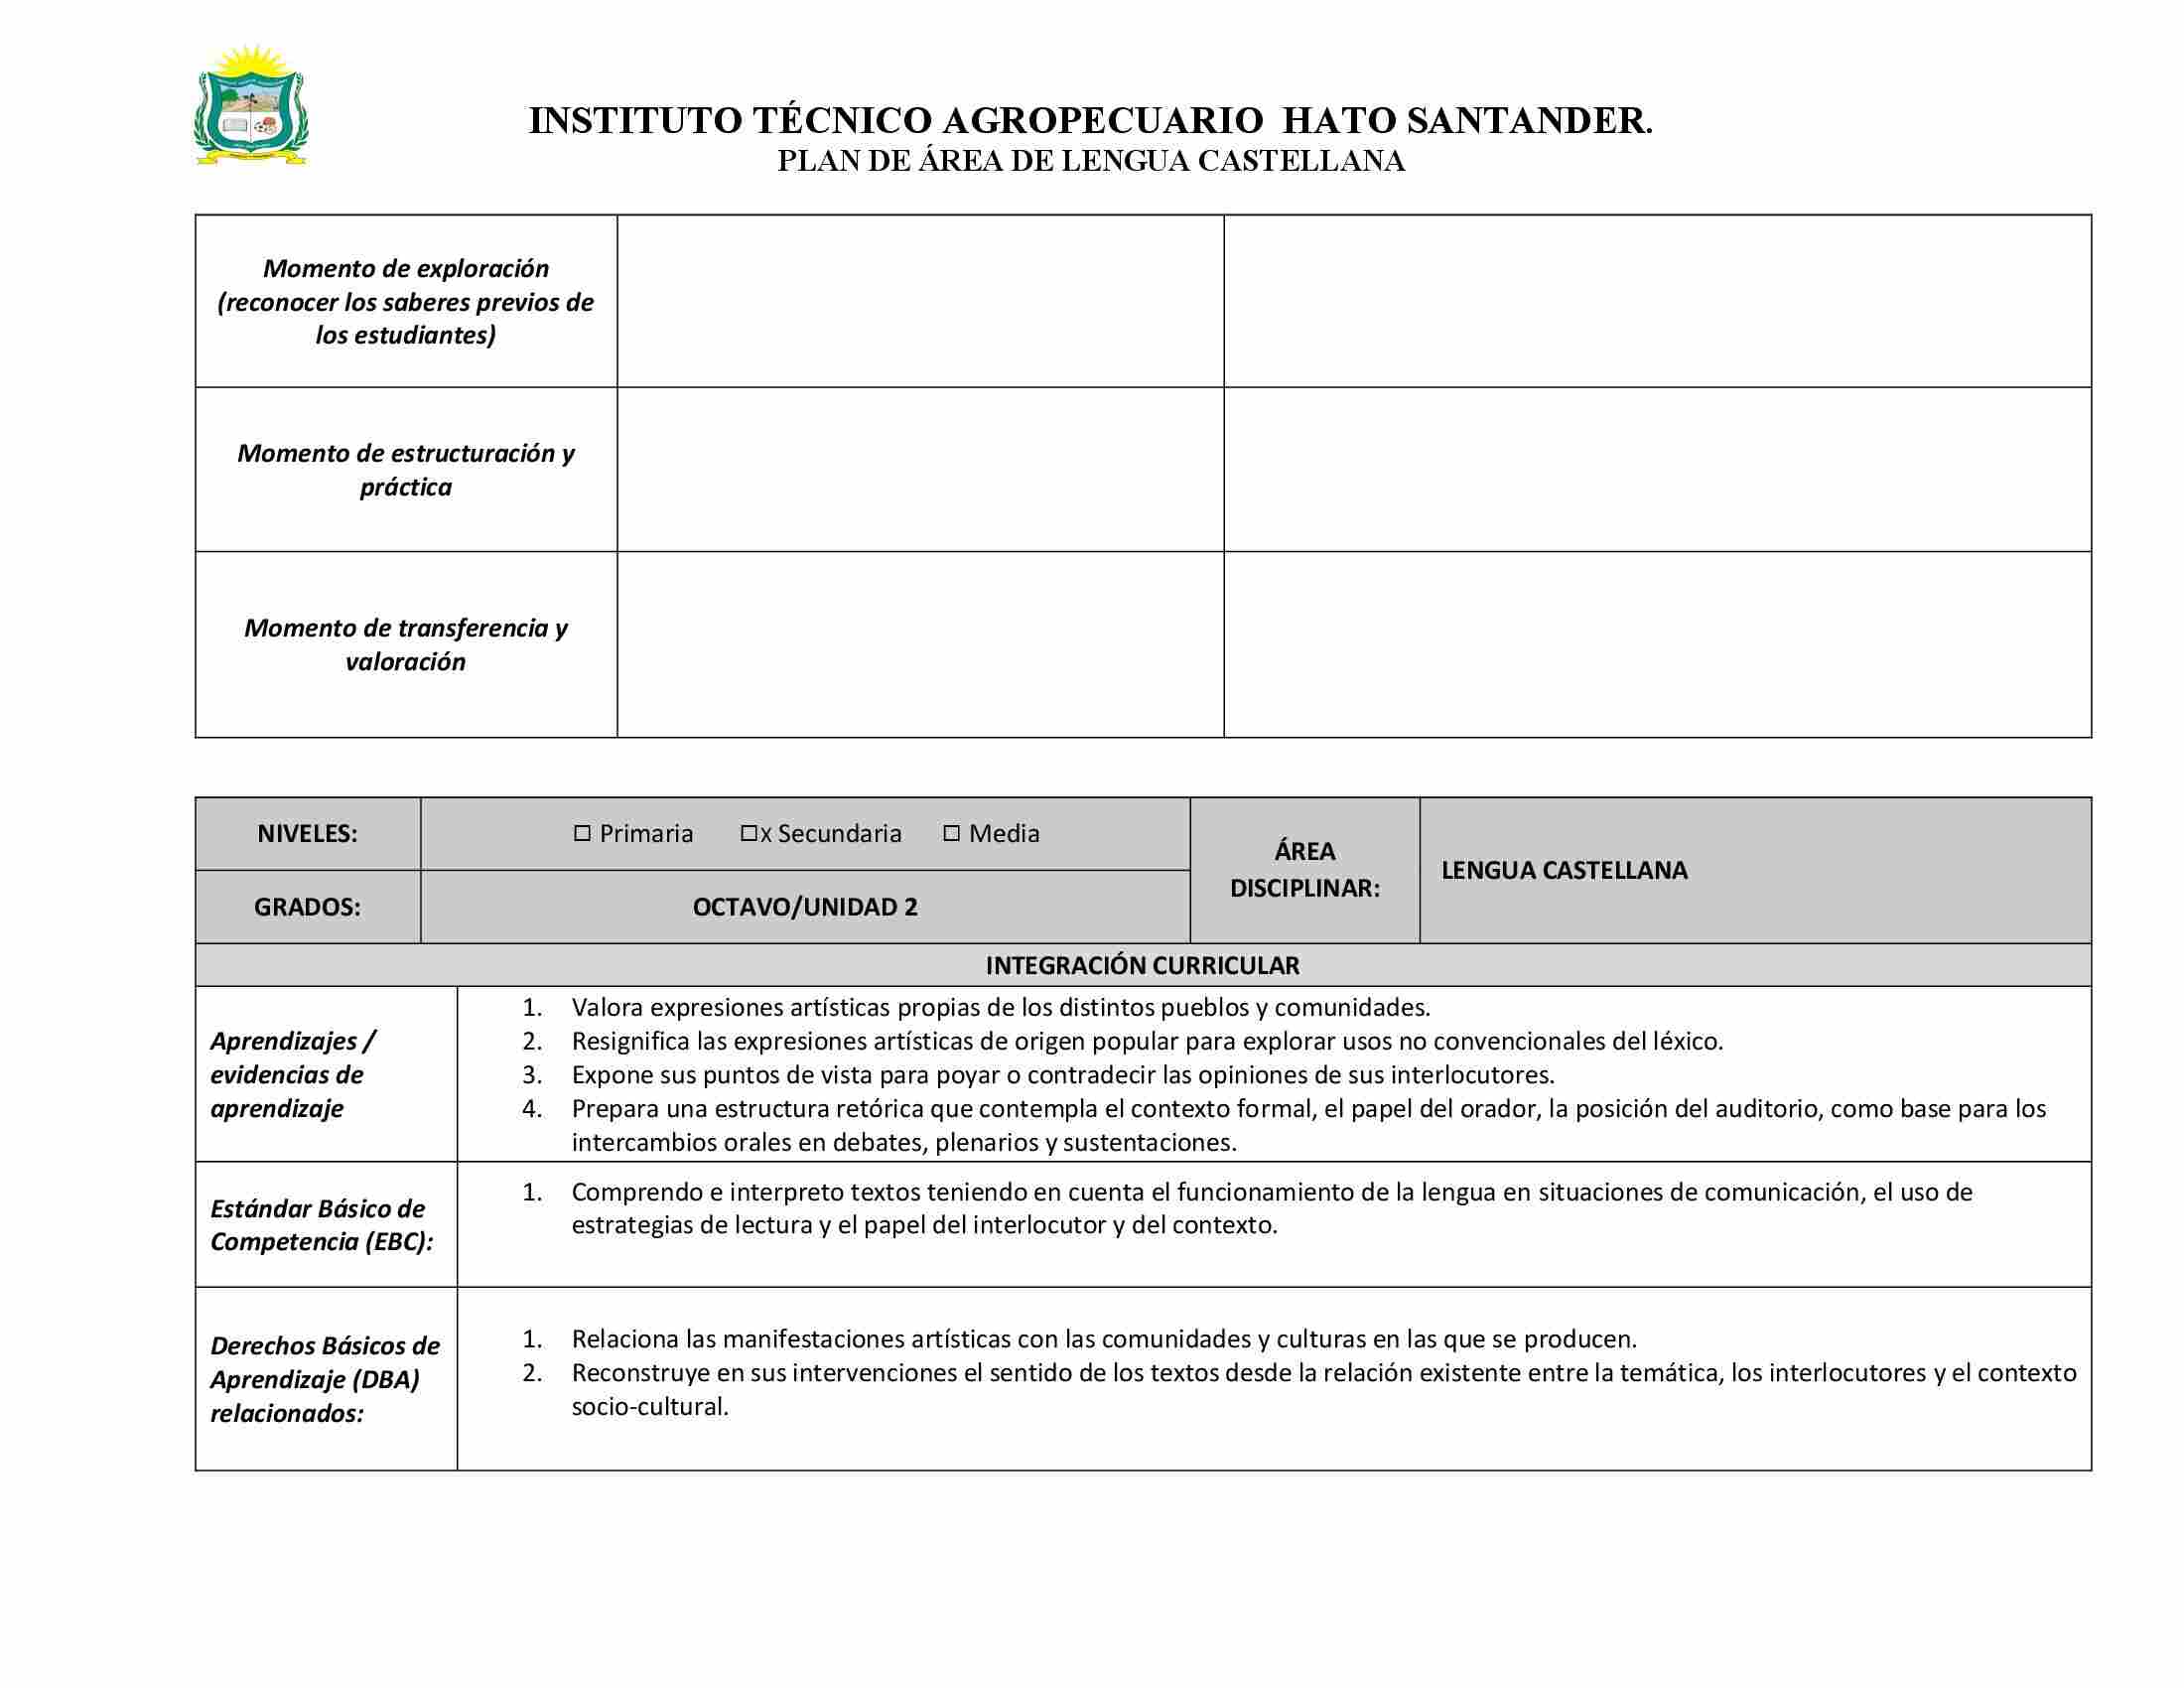 INSTITUTO TÉCNICO AGROPECUARIO HATO SANTANDER.
PLAN DE ÁREA DE LENGUA CASTELLANA
Momento de exploración
(reconocer los saberes previos de
los estudiantes)
Momento de estructuración y
práctica
Momento de transferencia y
valoración
NIVELES:
☐ Primaria ☐x Secundaria ☐ Media
ÁREA
DISCIPLINAR:
LENGUA CASTELLANA
GRADOS:
OCTAVO/UNIDAD 2
INTEGRACIÓN CURRICULAR
Aprendizajes /
evidencias de
aprendizaje
1. Valora expresiones artísticas propias de los distintos pueblos y comunidades.
2. Resignifica las expresiones artísticas de origen popular para explorar usos no convencionales del léxico.
3. Expone sus puntos de vista para poyar o contradecir las opiniones de sus interlocutores.
4. Prepara una estructura retórica que contempla el contexto formal, el papel del orador, la posición del auditorio, como base para los
intercambios orales en debates, plenarios y sustentaciones.
Estándar Básico de
Competencia (EBC):
1. Comprendo e interpreto textos teniendo en cuenta el funcionamiento de la lengua en situaciones de comunicación, el uso de
estrategias de lectura y el papel del interlocutor y del contexto.
Derechos Básicos de
Aprendizaje (DBA)
relacionados:
1. Relaciona las manifestaciones artísticas con las comunidades y culturas en las que se producen.
2. Reconstruye en sus intervenciones el sentido de los textos desde la relación existente entre la temática, los interlocutores y el contexto
socio-cultural.